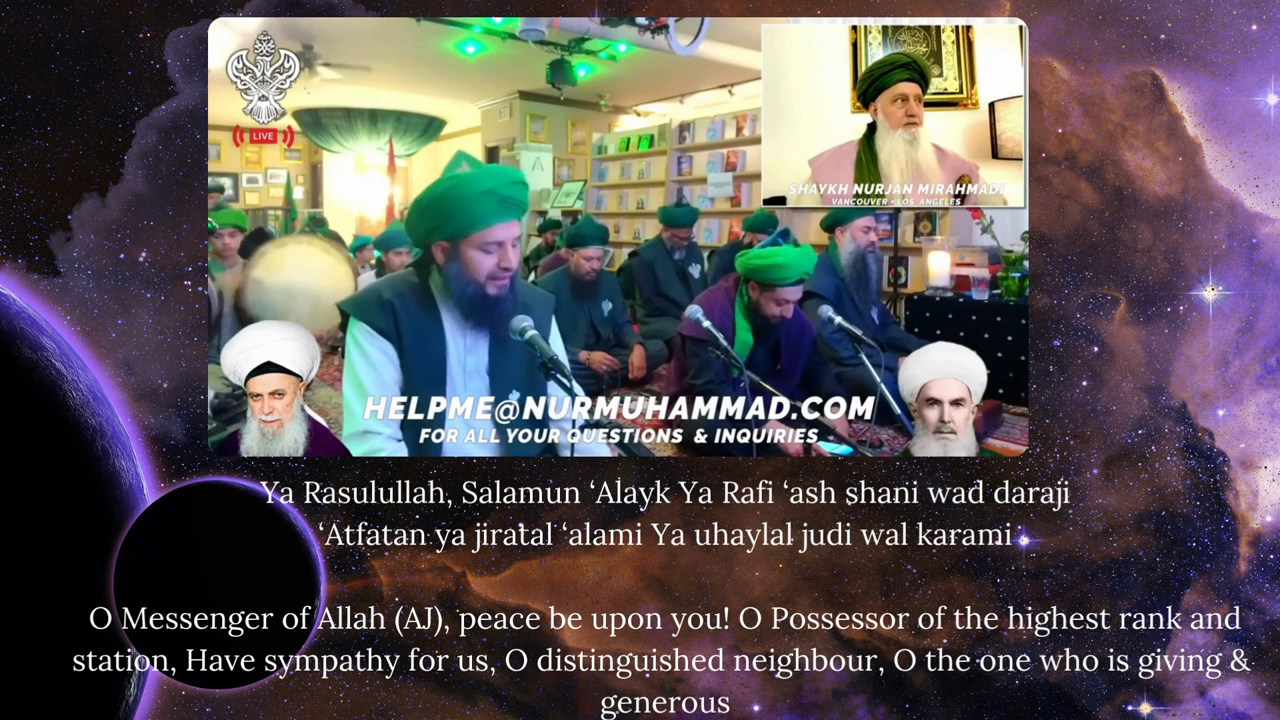 LIVE
SHAYKH NURJAN MIRAHMADI
VANCOUVER • LOS ANGELES
HELPME@NURMUHAMMAD.COM
FOR ALL YOUR QUESTIONS & INQUIRIES
Ya Rasulullah, Salamun ‘Alayk Ya Rafi ‘ash shani wad daraji
‘Atfatan ya jiratal ‘alami Ya uhaylal judi wal karami
O Messenger of Allah (AJ), peace be upon you! O Possessor of the highest rank and
station, Have sympathy for us, O distinguished neighbour, O the one who is giving &
generous